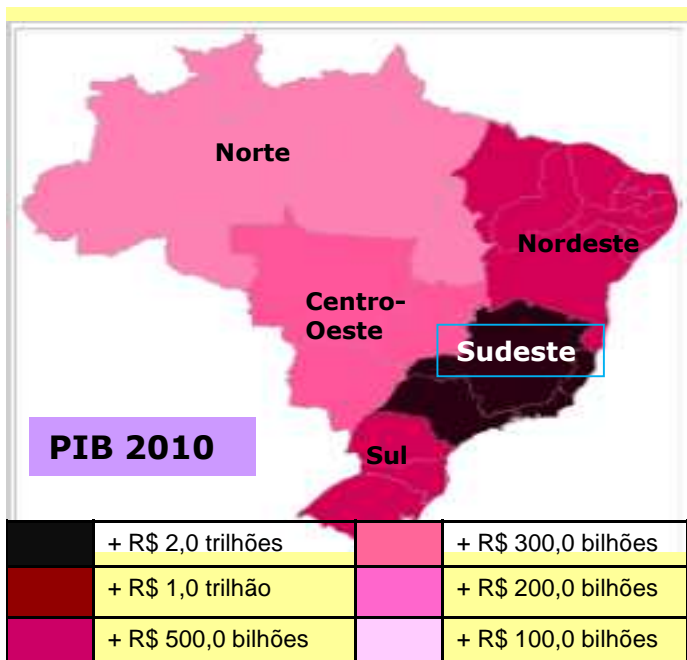 Norte
Nordeste
Centro-
Oeste
Sudeste
PIB 2010
Sul
+ R$ 2,0 trilhões
+ R$ 300,0 bilhões
+ R$ 1,0 trilhão
+ R$ 200,0 bilhões
+ R$ 500,0 bilhões
+ R$ 100,0 bilhões